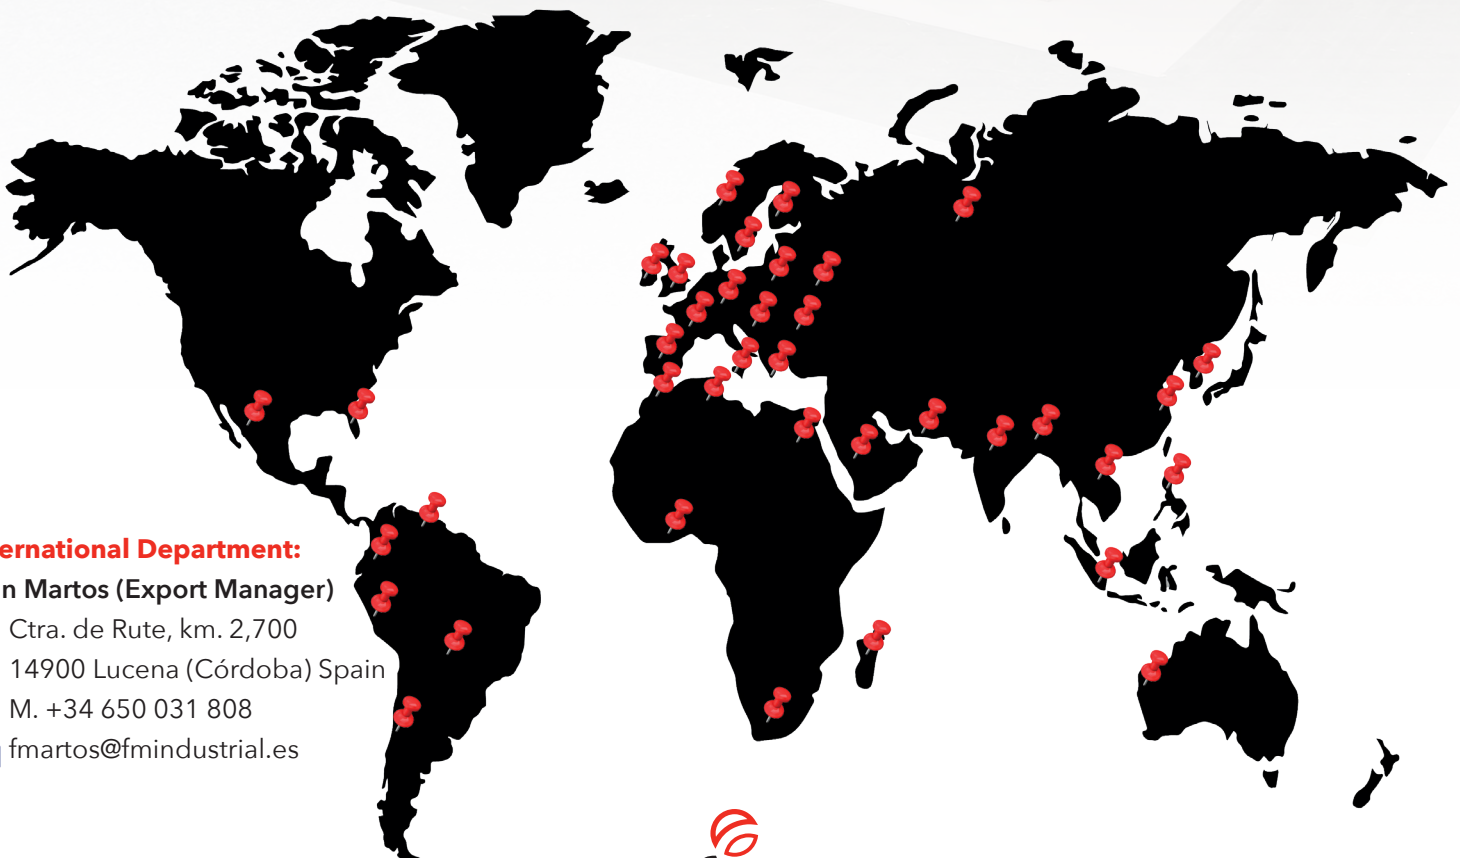 ernational Department:
n Martos (Export Manager)
Ctra. de Rute, km. 2,700
14900 Lucena (Córdoba) Spain
M. +34 650 031 808
fmartos@fmindustrial.es